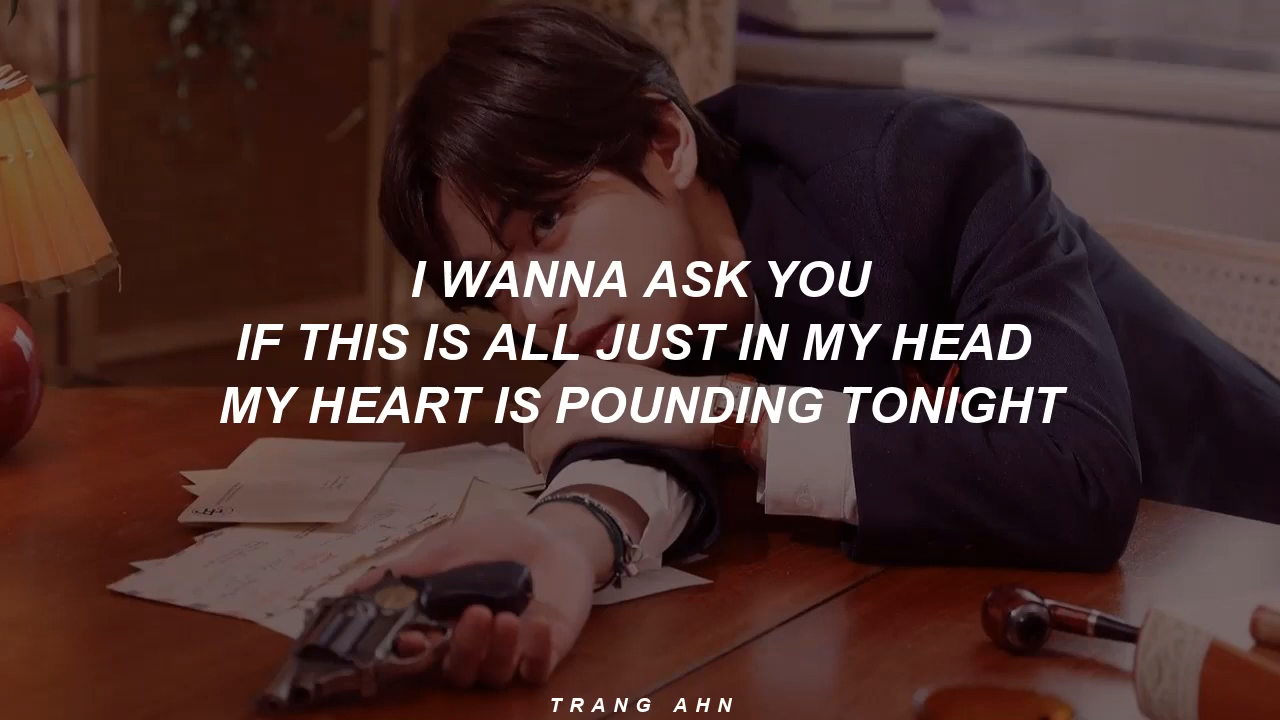 I WANNA ASK YOU
IF THIS IS ALL JUST IN MY HEAD
MY HEART IS POUNDING TONIGHT
TRANG AHN